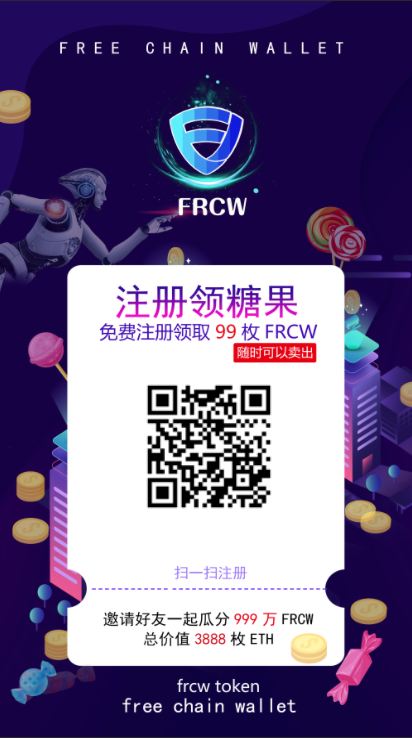 FREE CHAIN WALLET
FRCW
注册领糖果
免费注册领取 99 枚 FRCW
随时可以卖出
扫一扫注册
邀请好友一起瓜分 999 万 FRCW
总价值 3888 枚 ETH
frcw token
free chain wallet